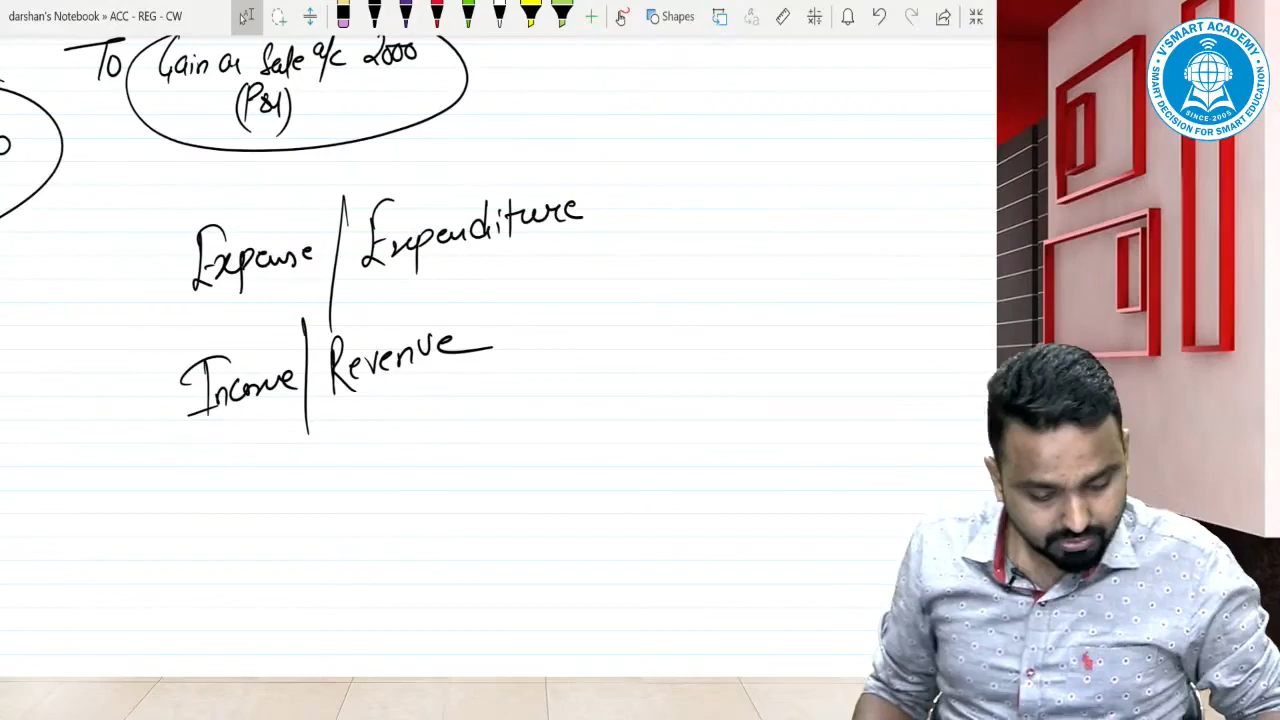 darshan's Notebook » ACC - REG - CW
Shapes
To Gain on Sale a/c 2000
(P&L)
0
Expense / Expenditure
Income / Revenue
V'SMART ACADEMY
SMART DECISION FOR SMART EDUCATION
SINCE-2005